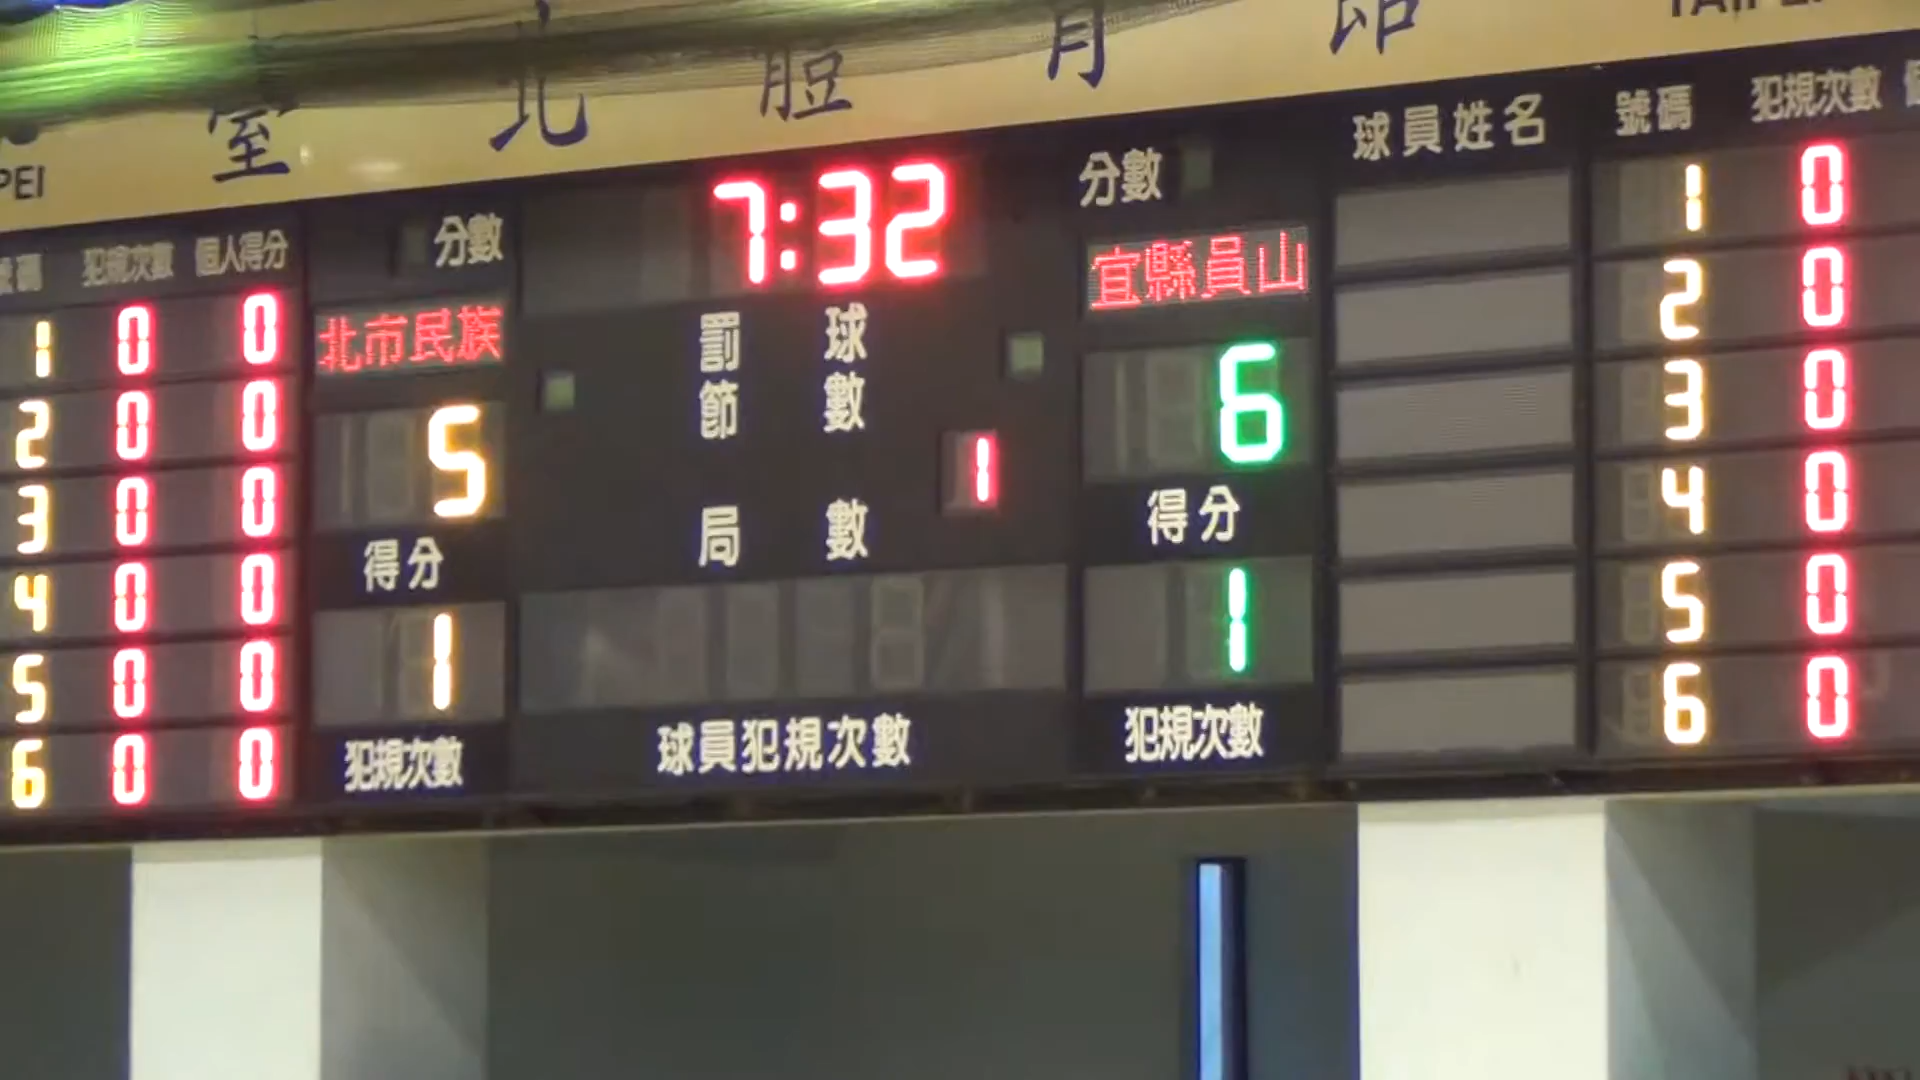 室 北 體 育
PEI
7:32
分數
分數
球員姓名
號碼
犯規次數
號碼
犯規次數
個人得分
北市民族
宜縣員山
罰球
節數
局數
1
5
6
得分
得分
1
1
犯規次數
球員犯規次數
犯規次數
1 0 0
2 0 0
3 0 0
4 0 0
5 0 0
6 0 0
1 0
2 0
3 0
4 0
5 0
6 0